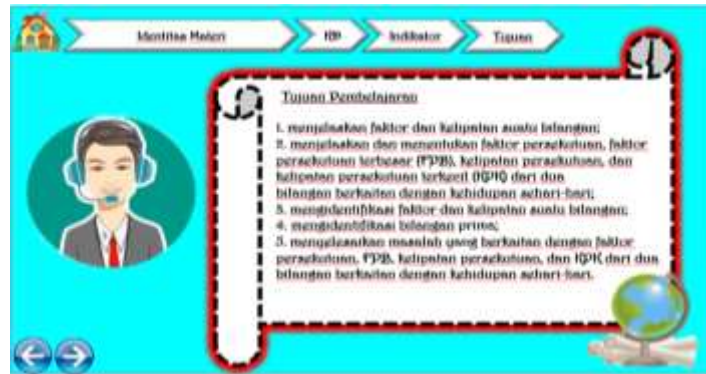 Identitas Materi
KD
Indikator
Tujuan
Tujuan Pembelajaran
1. menjelaskan faktor dan kelipatan suatu bilangan;
2. menjelaskan dan menentukan faktor persekutuan, faktor
persekutuan terbesar (FPB), kelipatan persekutuan, dan
kelipatan persekutuan terkecil (KPK) dari dua
bilangan berkaitan dengan kehidupan sehari-hari;
3. mengidentifikasi faktor dan kelipatan suatu bilangan;
4. mengidentifikasi bilangan prima;
5. menyelesaikan masalah yang berkaitan dengan faktor
persekutuan, FPB, kelipatan persekutuan, dan KPK dari dua
bilangan berkaitan dengan kehidupan sehari-hari.